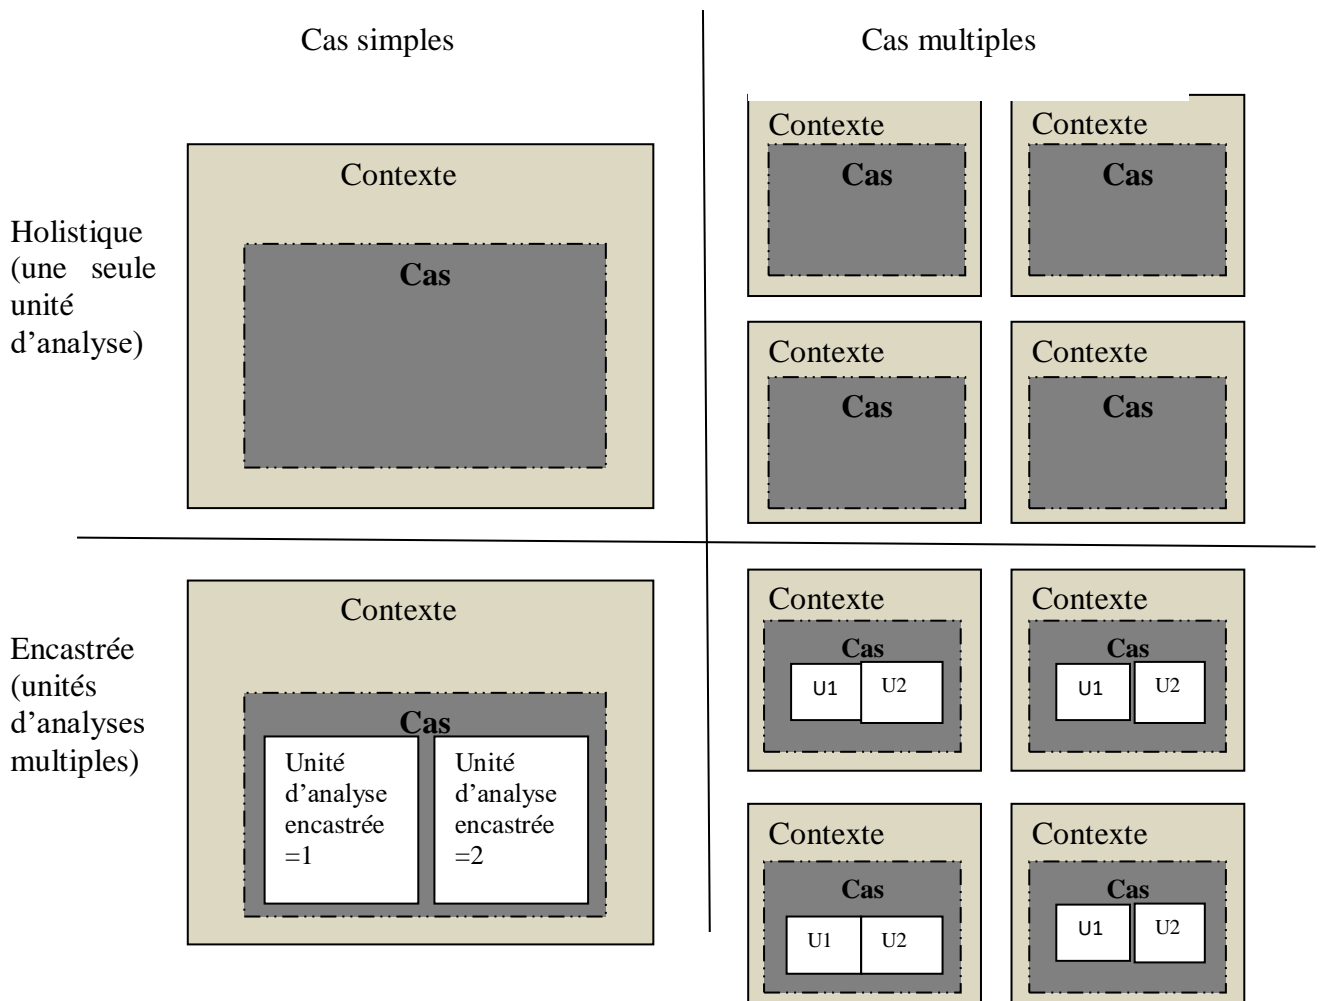 Cas simples
Cas multiples
Holistique
(une seule
unité
d’analyse)
Contexte
Cas
Contexte
Cas
Contexte
Cas
Contexte
Cas
Contexte
Cas
Encastrée
(unités
d’analyses
multiples)
Contexte
Cas
Unité
d’analyse
encastrée
=1
Unité
d’analyse
encastrée
=2
Contexte
Cas
U1
U2
Contexte
Cas
U1
U2
Contexte
Cas
U1
U2
Contexte
Cas
U1
U2